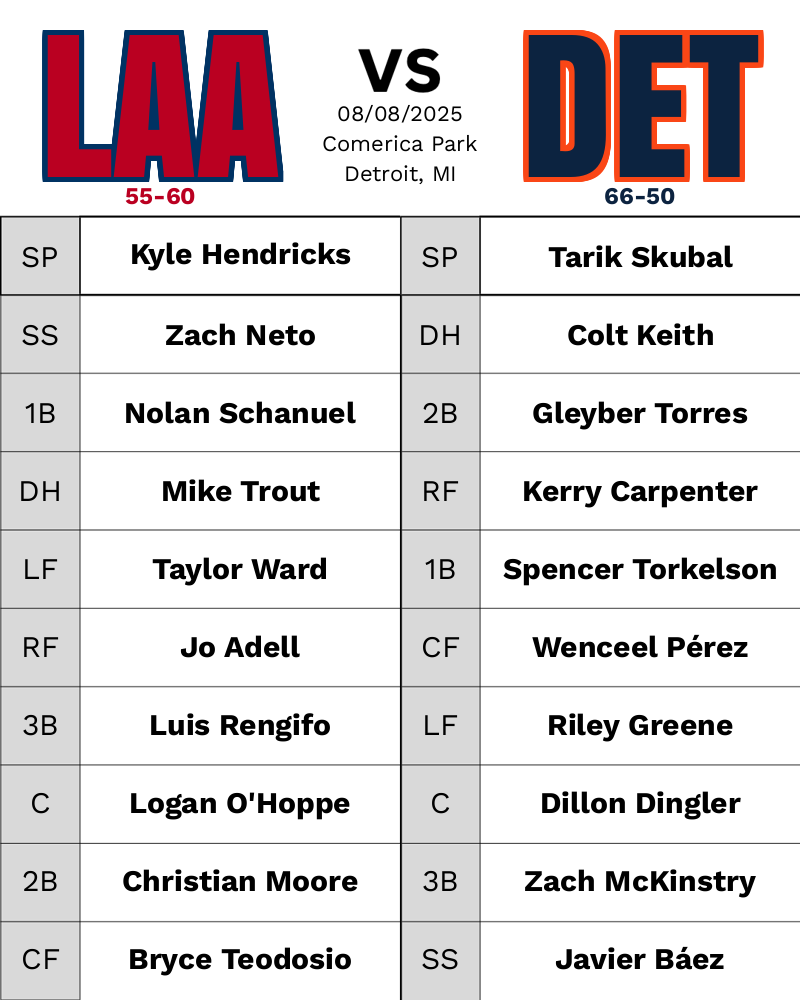 LAA VS DET
08/08/2025
Comerica Park
Detroit, MI
55-60 66-50
SP Kyle Hendricks SP Tarik Skubal
SS Zach Neto DH Colt Keith
1B Nolan Schanuel 2B Gleyber Torres
DH Mike Trout RF Kerry Carpenter
LF Taylor Ward 1B Spencer Torkelson
RF Jo Adell CF Wenceel Pérez
3B Luis Rengifo LF Riley Greene
C Logan O'Hoppe C Dillon Dingler
2B Christian Moore 3B Zach McKinstry
CF Bryce Teodosio SS Javier Báez